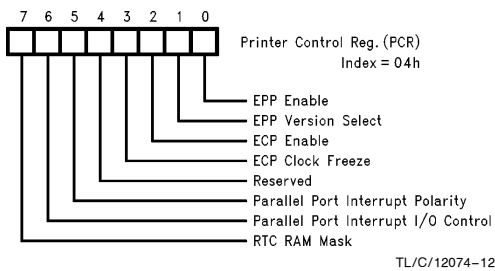 7 6 5 4 3 2 1 0
Printer Control Reg. (PCR)
Index = 04h
EPP Enable
EPP Version Select
ECP Enable
ECP Clock Freeze
Reserved
Parallel Port Interrupt Polarity
Parallel Port Interrupt I/O Control
RTC RAM Mask
TL/C/12074–12